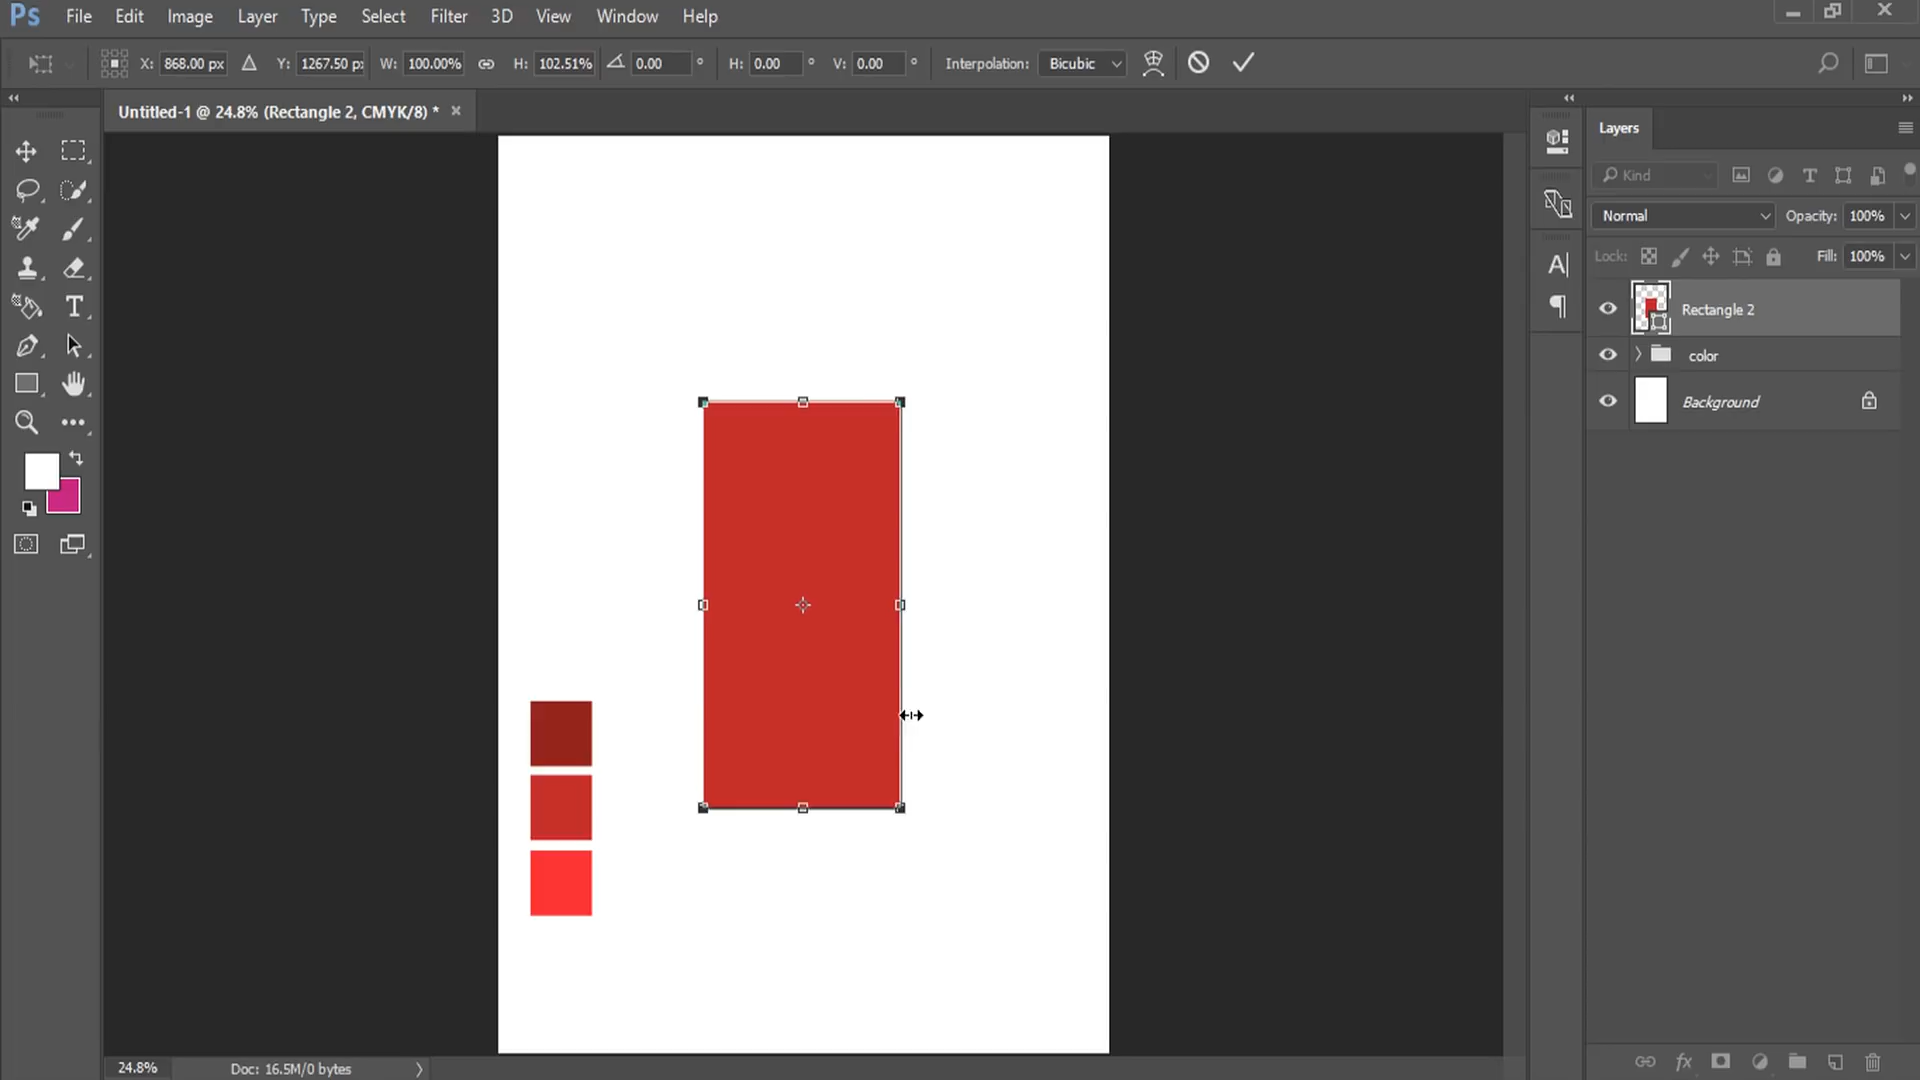 Ps File Edit Image Layer Type Select Filter 3D View Window Help
X: 868.00 px Y: 1267.50 px W: 100.00% H: 102.51% 0.00 ° H: 0.00 ° V: 0.00 ° Interpolation: Bicubic
Untitled-1 @ 24.8% (Rectangle 2, CMYK/8) * ×
Layers
Kind
Normal Opacity: 100%
Lock: Fill: 100%
Rectangle 2
color
Background
24.8% Doc: 16.5M/0 bytes